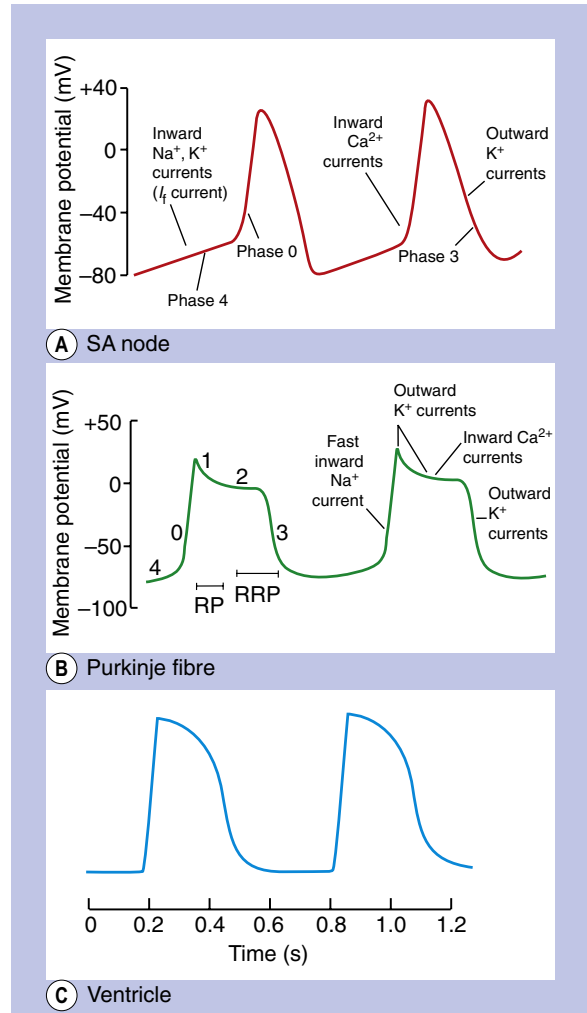 Membrane potential (mV)
+40
0
−40
−80
Inward
Na⁺, K⁺
currents
(I_f current)
Phase 4
Phase 0
Inward
Ca²⁺
currents
Outward
K⁺
currents
Phase 3
A SA node
Membrane potential (mV)
+50
0
−50
−100
4
0
1
2
3
RP
RRP
Fast
inward
Na⁺
current
Outward
K⁺ currents
Inward Ca²⁺
currents
Outward
K⁺
currents
B Purkinje fibre
0 0.2 0.4 0.6 0.8 1.0 1.2
Time (s)
C Ventricle